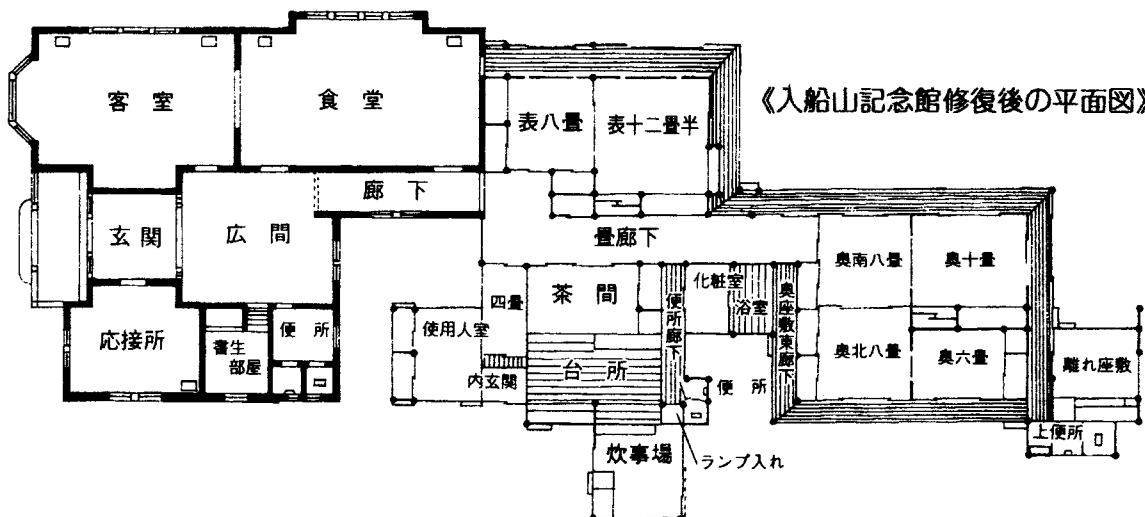 《入船山記念館修復後の平面図》
客室
食堂
表八畳
表十二畳半
廊下
玄関
広間
畳廊下
奥南八畳
奥十畳
四畳
茶間
化粧室
浴室
便所廊下
奥座敷東廊下
応接所
書生
部屋
便所
使用人室
内玄関
台所
便所
奥北八畳
奥六畳
離れ座敷
上便所
炊事場
ランプ入れ